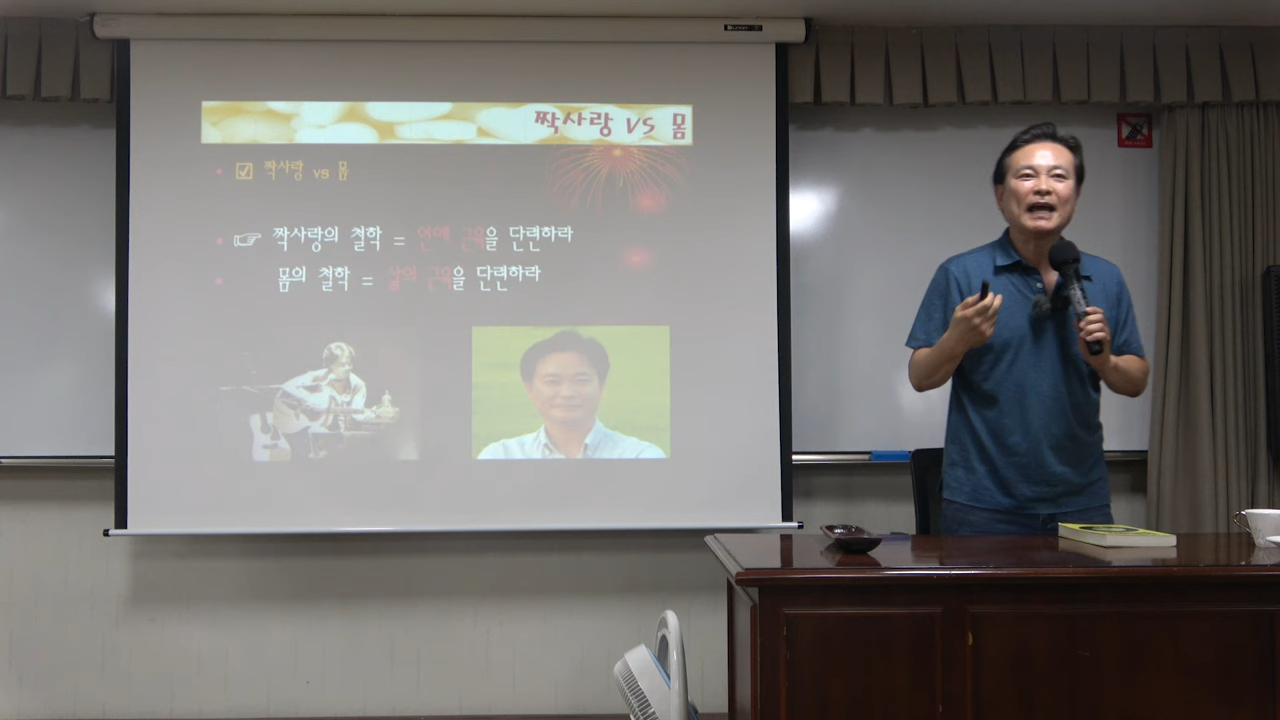 짝사랑 vs 몸
짝사랑 vs 몸
짝사랑의 철학 = 연애 근육을 단련하라
몸의 철학 = 삶의 근육을 단련하라